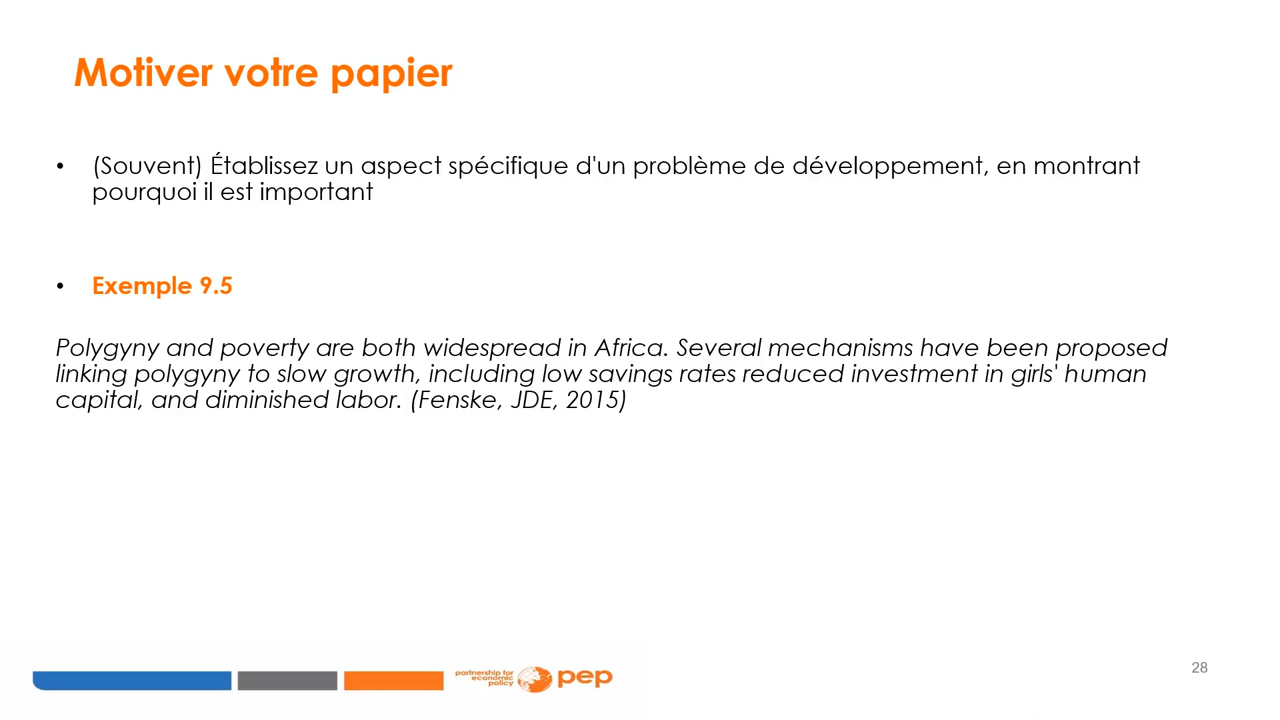 Motiver votre papier
• (Souvent) Établissez un aspect spécifique d'un problème de développement, en montrant
pourquoi il est important
• Exemple 9.5
Polygyny and poverty are both widespread in Africa. Several mechanisms have been proposed
linking polygyny to slow growth, including low savings rates reduced investment in girls' human
capital, and diminished labor. (Fenske, JDE, 2015)
partnership for
economic
policy
pep
28